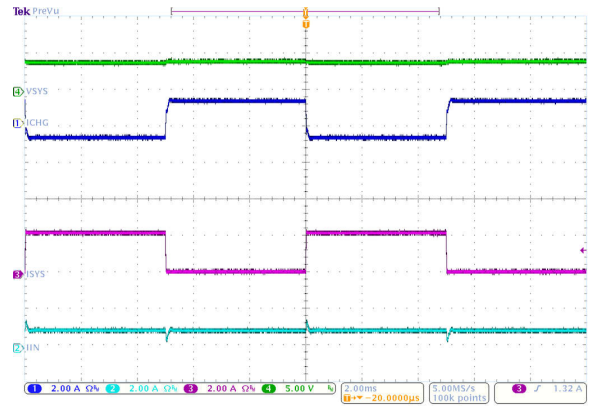 Tek PreVu
T
T
4 VSYS
1 ICHG
3 ISYS
2 IIN
1 2.00 A Ω 2 2.00 A Ω 3 2.00 A Ω 4 5.00 V 2.00ms 5.00MS/s 3 1.32 A
T −20.0000µs 100k points